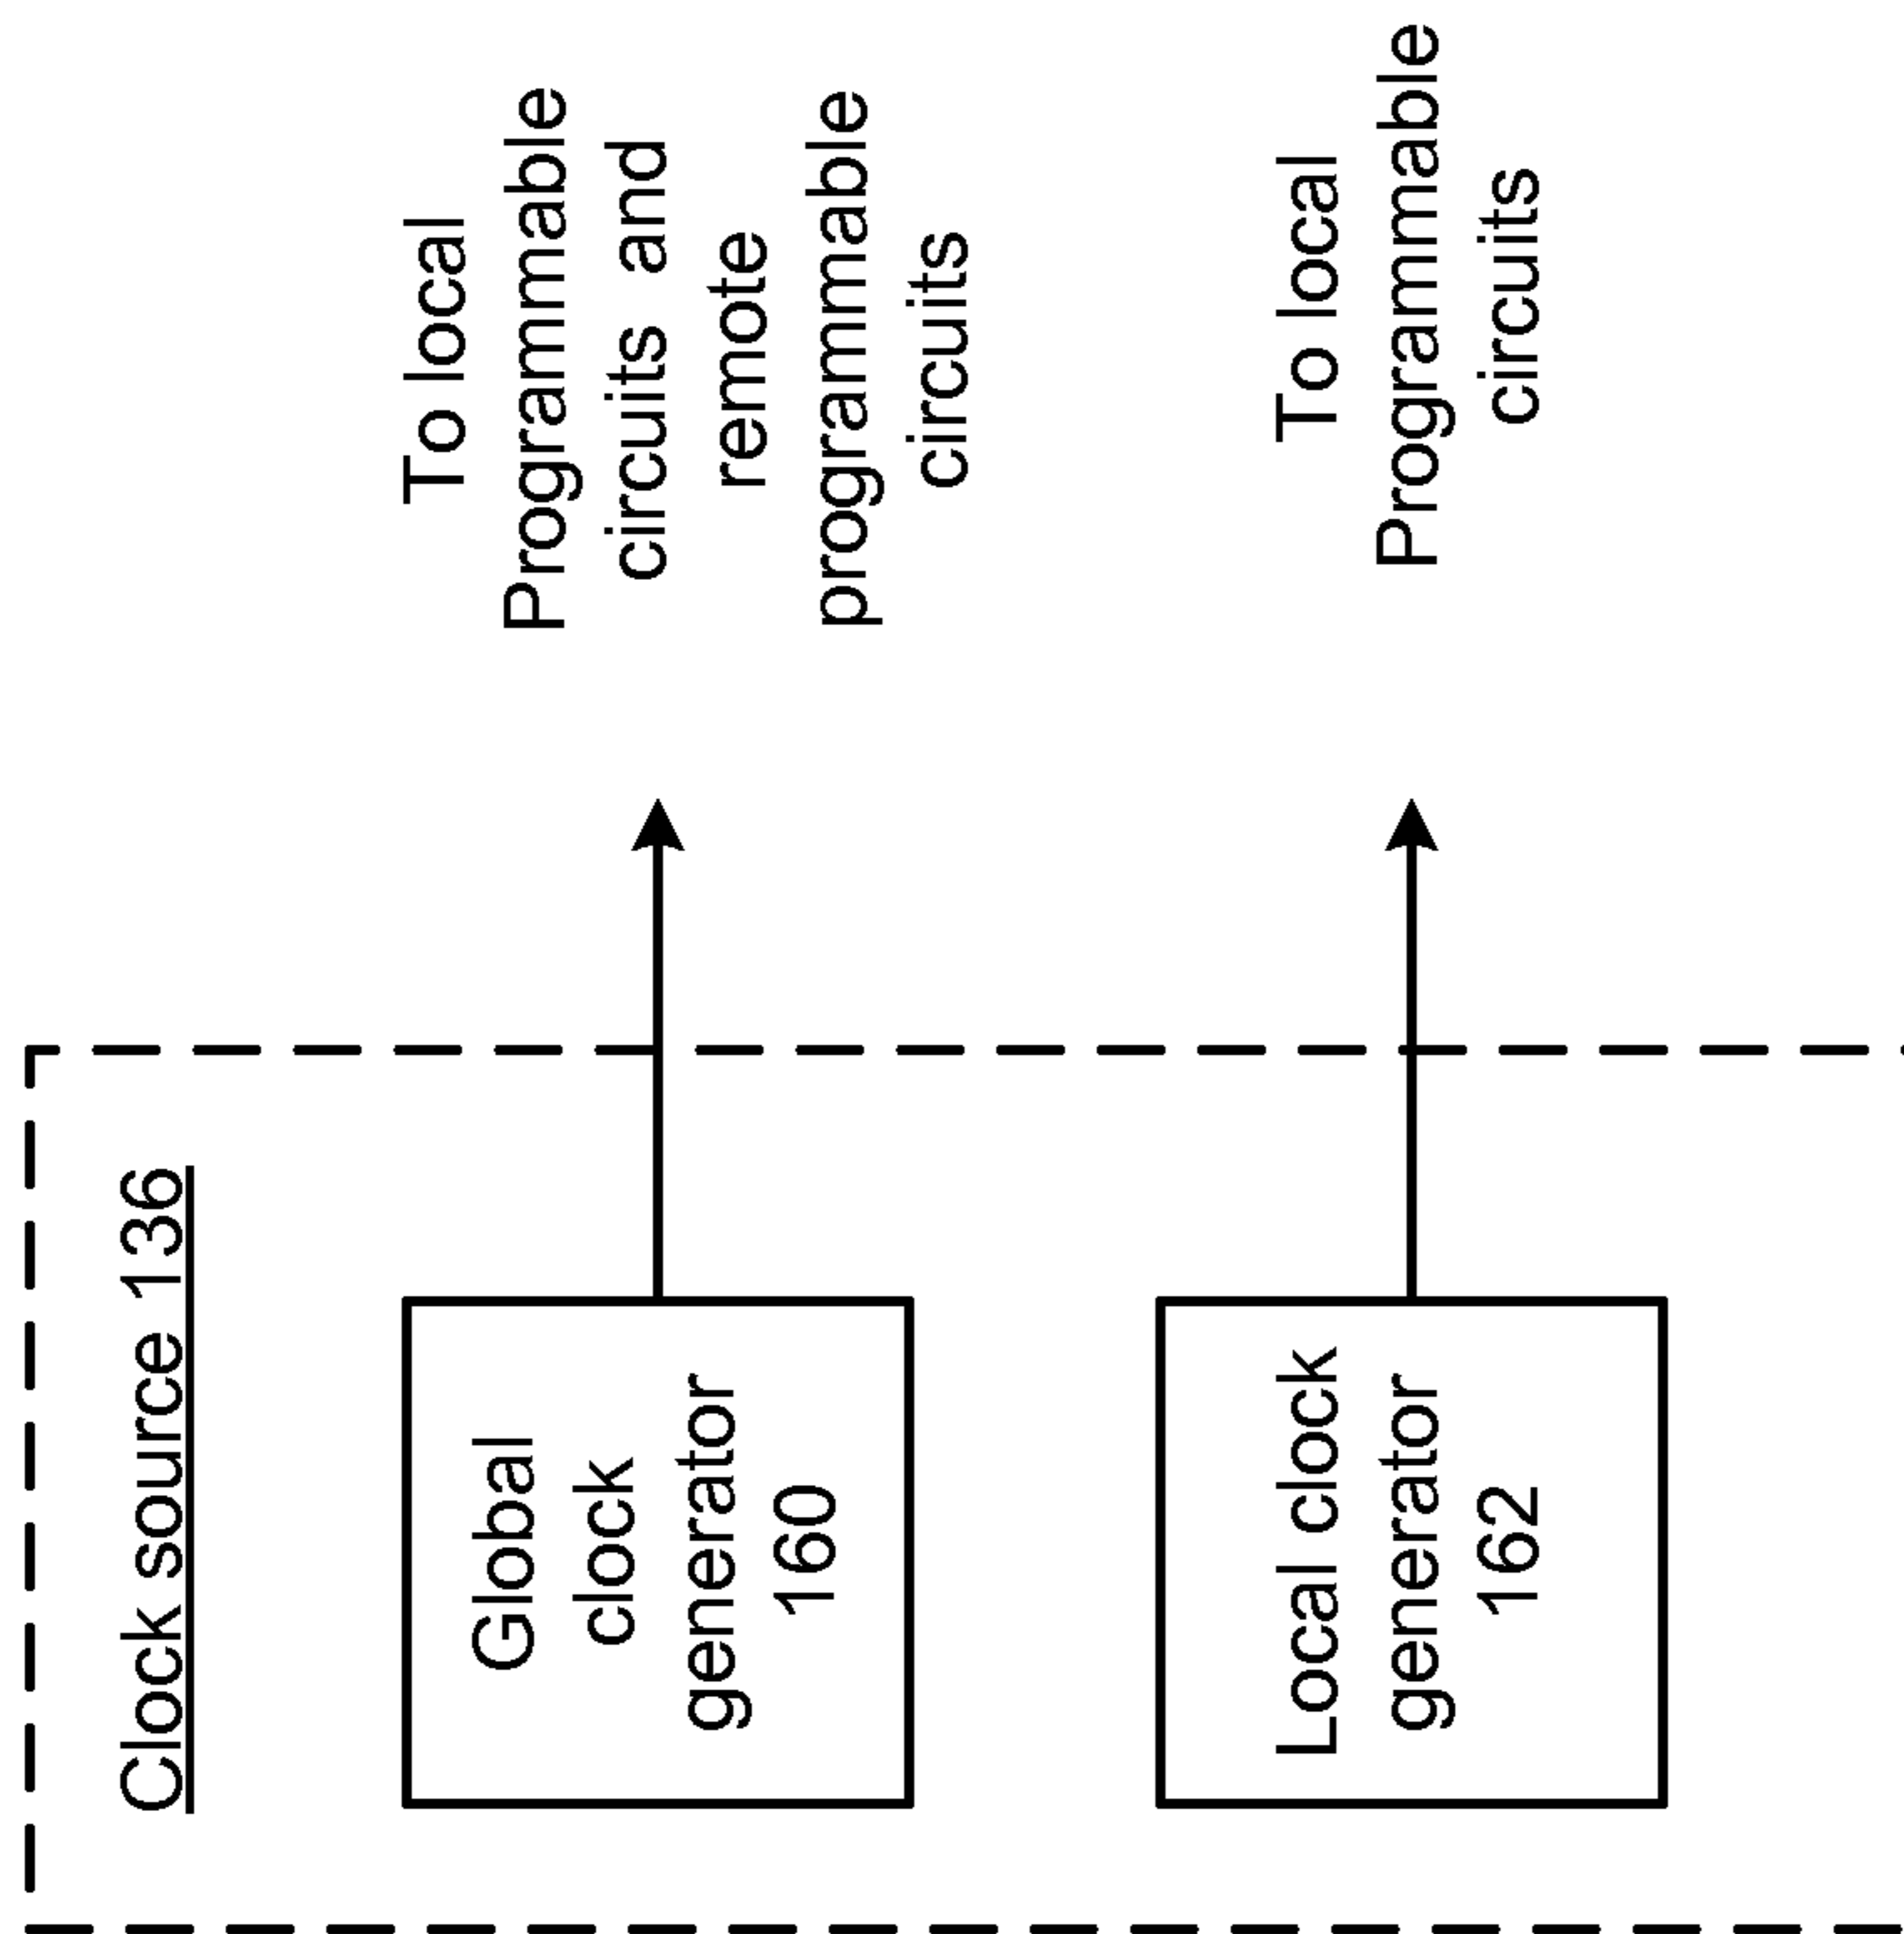 Clock source 136
Global
clock
generator
160
To local
Programmable
circuits and
remote
programmable
circuits
Local clock
generator
162
To local
Programmable
circuits